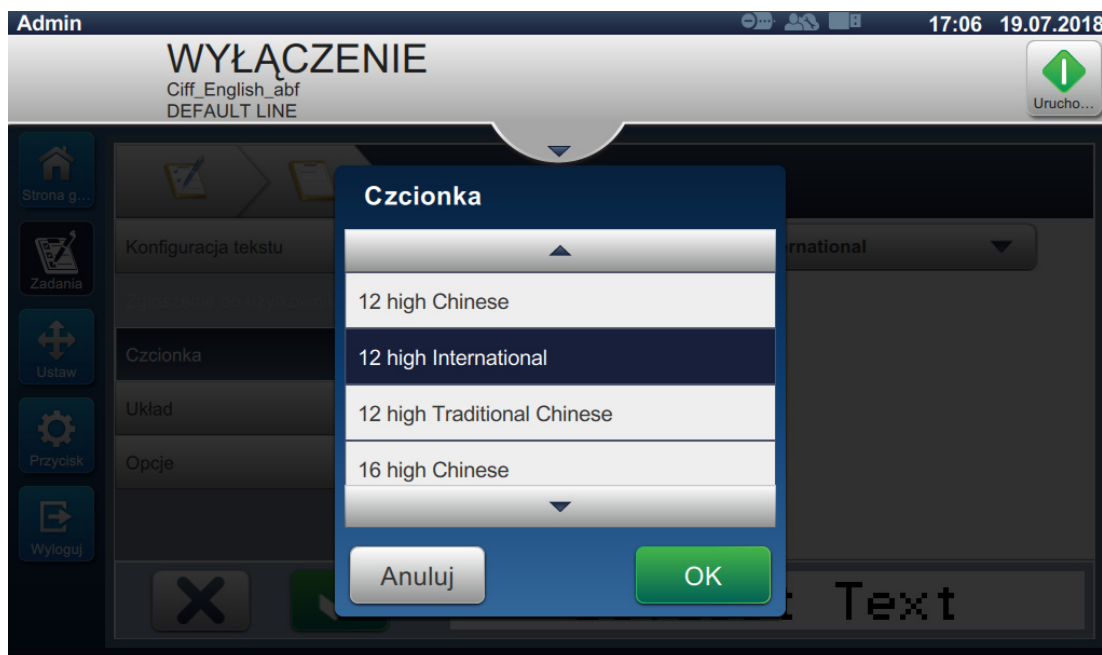 Admin
17:06 19.07.2018
WYŁĄCZENIE
Ciff_English_abf
DEFAULT LINE
Urucho...
Strona g...
Czcionka
Konfiguracja tekstu
rnational
Zadania
12 high Chinese
Czcionka
12 high International
Ustaw
Układ
12 high Traditional Chinese
Przycisk
Opcje
16 high Chinese
Wyloguj
Anuluj
OK
Text